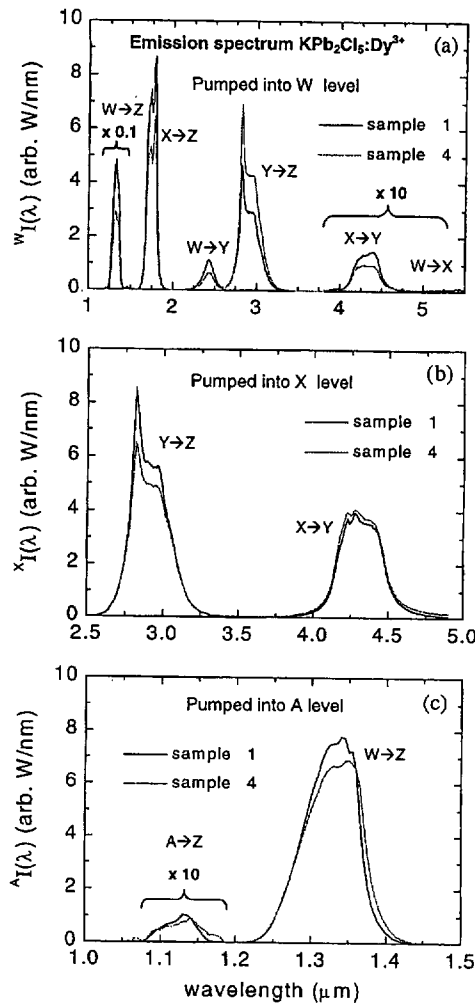 Emission spectrum KPb₂Cl₅:Dy³⁺ (a)
Pumped into W level
W→Z
x 0.1
X→Z
sample 1
sample 4
Y→Z
x 10
W→Y
X→Y
W→X
ᵂI(λ) (arb. W/nm)
10
8
6
4
2
0
1 2 3 4 5
(b)
Pumped into X level
Y→Z
sample 1
sample 4
X→Y
ˣI(λ) (arb. W/nm)
10
8
6
4
2
0
2.5 3.0 3.5 4.0 4.5 5.0
(c)
Pumped into A level
sample 1
sample 4
W→Z
A→Z
x 10
ᴬI(λ) (arb. W/nm)
10
8
6
4
2
0
1.0 1.1 1.2 1.3 1.4 1.5
wavelength (μm)